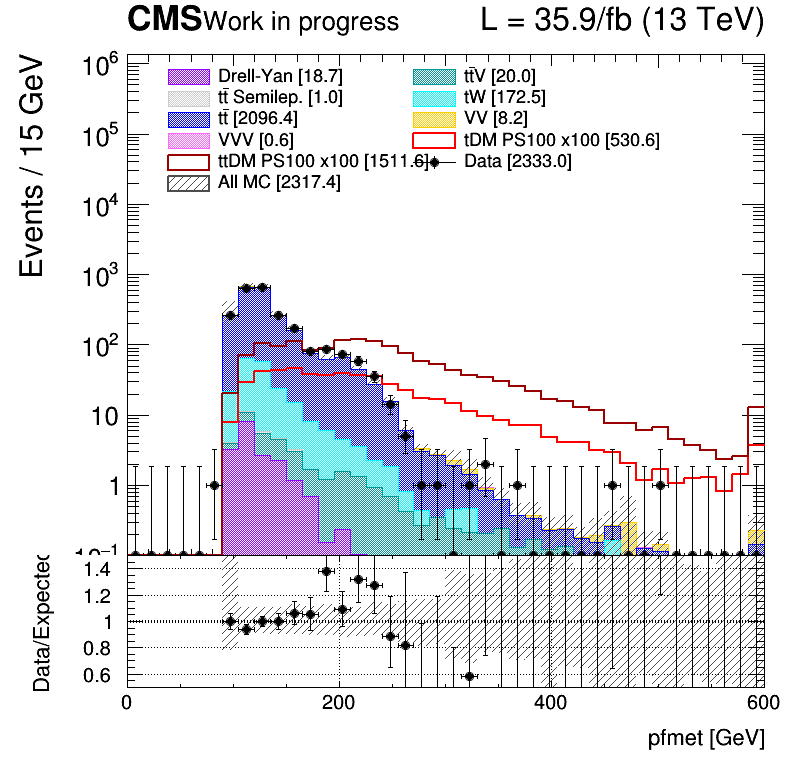 CMS Work in progress L = 35.9/fb (13 TeV)
Events / 15 GeV
10⁶
10⁵
10⁴
10³
10²
10
1
10⁻¹
Drell-Yan [18.7] tt̄V [20.0]
tt̄ Semilep. [1.0] tW [172.5]
tt̄ [2096.4] VV [8.2]
VVV [0.6] tDM PS100 x100 [530.6]
ttDM PS100 x100 [1511.6] Data [2333.0]
All MC [2317.4]
Data/Expected
1.4
1.2
1
0.8
0.6
0 200 400 600
pfmet [GeV]